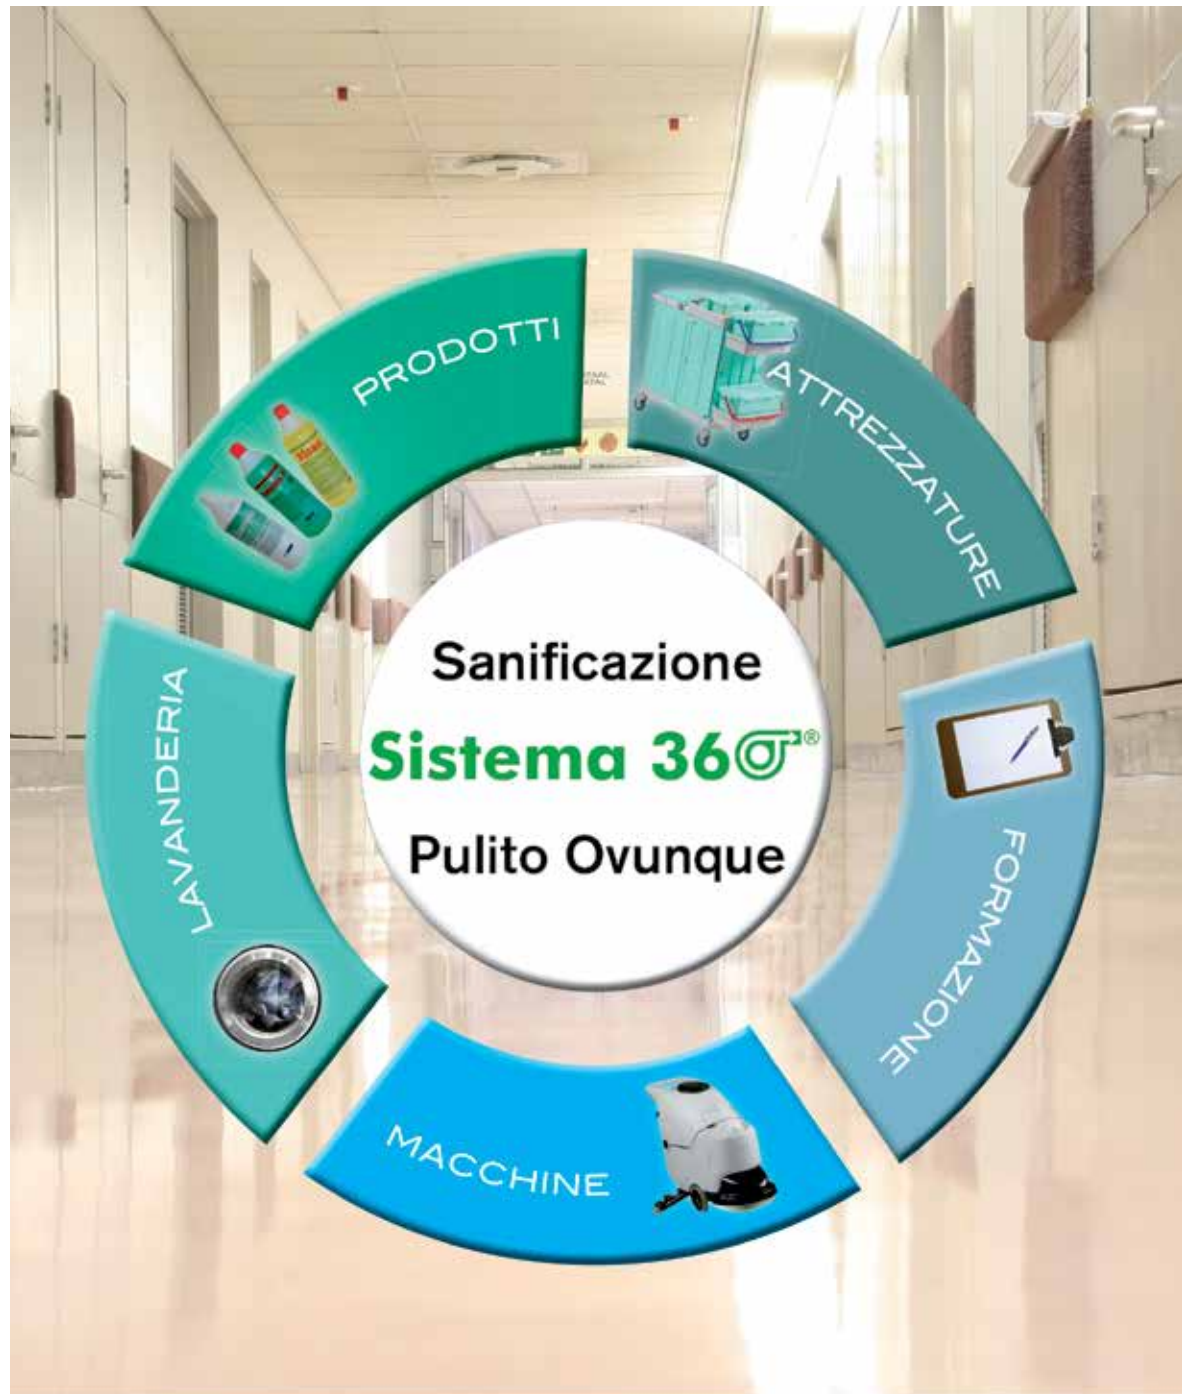 PRODOTTI
ATTREZZATURE
Sanificazione
Sistema 360®
Pulito Ovunque
LAVANDERIA
FORMAZIONE
MACCHINE